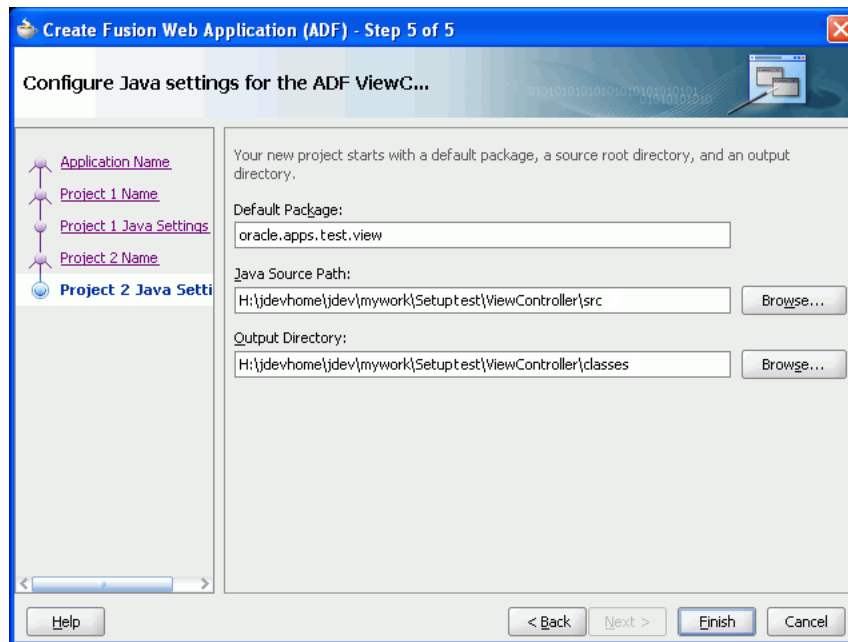 Create Fusion Web Application (ADF) - Step 5 of 5
Configure Java settings for the ADF ViewC...
Application Name
Project 1 Name
Project 1 Java Settings
Project 2 Name
Project 2 Java Setti
Your new project starts with a default package, a source root directory, and an output
directory.
Default Package:
oracle.apps.test.view
Java Source Path:
H:\jdevhome\jdev\mywork\Setuptest\ViewController\src
Browse...
Output Directory:
H:\jdevhome\jdev\mywork\Setuptest\ViewController\classes
Browse...
Help
< Back
Next >
Finish
Cancel